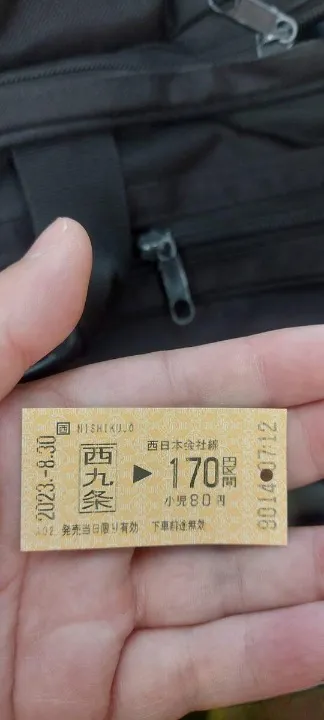 国 NISHIKUJO
2023.-8.30
西九条
▶
西日本会社線
170円区間
小児80円
402 発売当日限り有効 下車前途無効
8014 17:12